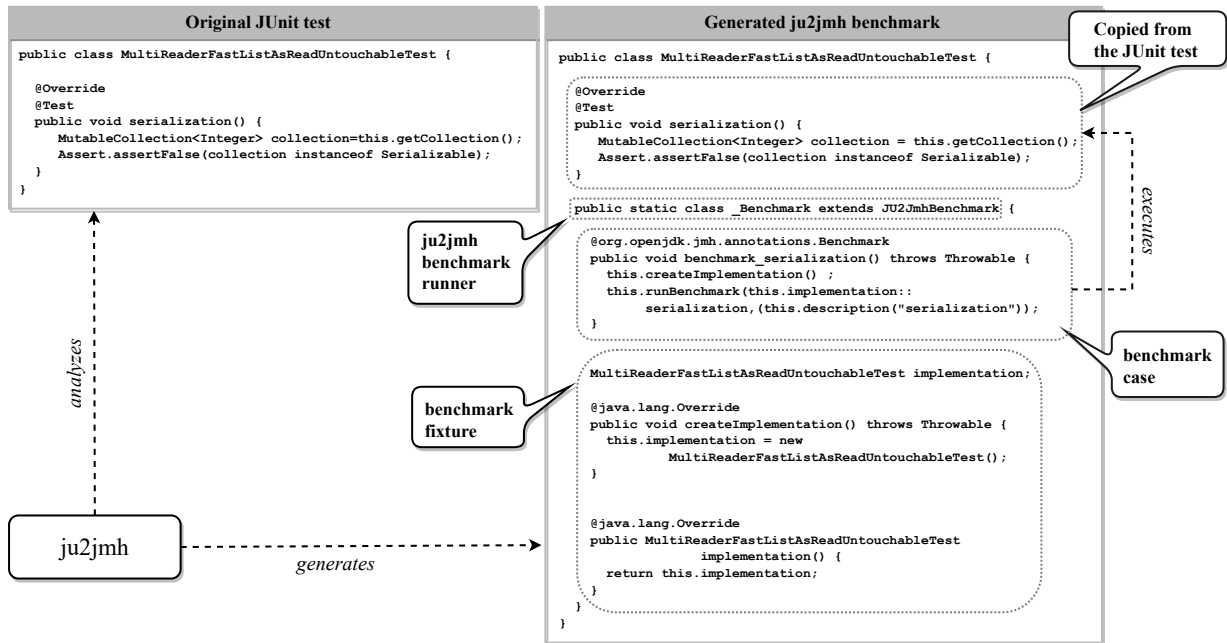 Original JUnit test
public class MultiReaderFastListAsReadUntouchableTest {
@Override
@Test
public void serialization() {
MutableCollection<Integer> collection=this.getCollection();
Assert.assertFalse(collection instanceof Serializable);
}
}
analyzes
ju2jmh
generates
Generated ju2jmh benchmark
public class MultiReaderFastListAsReadUntouchableTest {
Copied from
the JUnit test
@Override
@Test
public void serialization() {
MutableCollection<Integer> collection = this.getCollection();
Assert.assertFalse(collection instanceof Serializable);
}
executes
public static class _Benchmark extends JU2JmhBenchmark {
ju2jmh
benchmark
runner
@org.openjdk.jmh.annotations.Benchmark
public void benchmark_serialization() throws Throwable {
this.createImplementation() ;
this.runBenchmark(this.implementation::
serialization,(this.description("serialization"));
}
benchmark
case
benchmark
fixture
MultiReaderFastListAsReadUntouchableTest implementation;
@java.lang.Override
public void createImplementation() throws Throwable {
this.implementation = new
MultiReaderFastListAsReadUntouchableTest();
}
@java.lang.Override
public MultiReaderFastListAsReadUntouchableTest
implementation() {
return this.implementation;
}
}
}